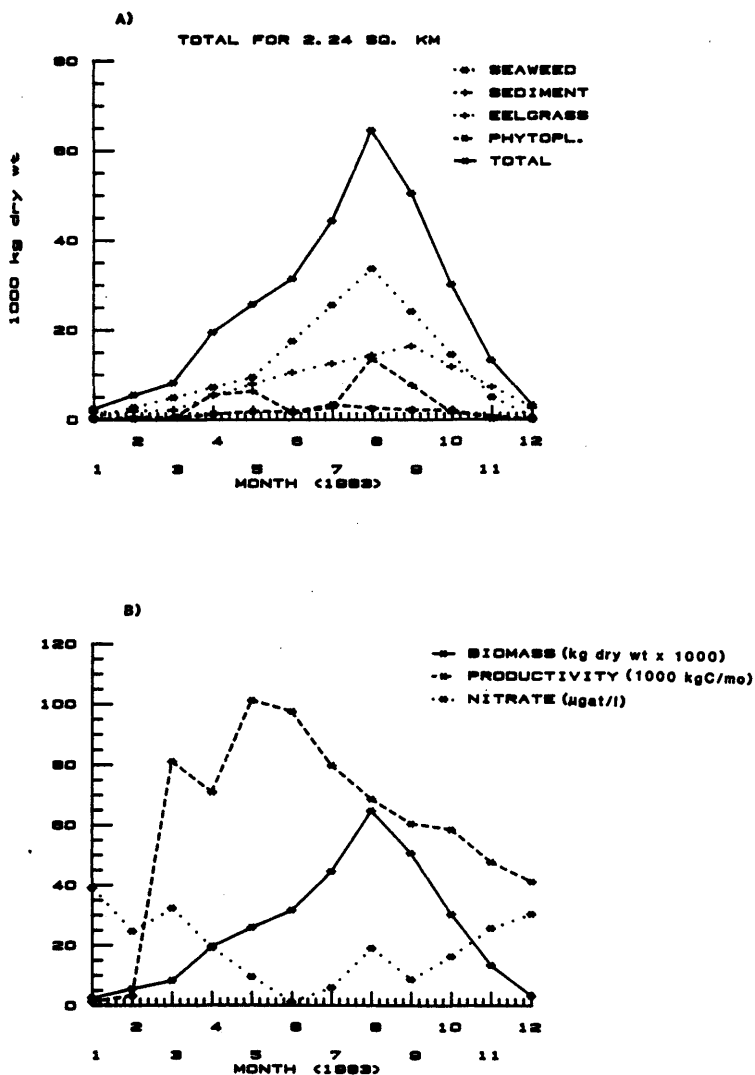 A)
TOTAL FOR 2.24 SQ. KM
SEAWEED
SEDIMENT
EELGRASS
PHYTOPL.
TOTAL
1000 kg dry wt
80
60
40
20
0
2 4 6 8 10 12
1 3 5 7 9 11
MONTH (1983)
B)
BIOMASS (kg dry wt x 1000)
PRODUCTIVITY (1000 kgC/mo)
NITRATE (µgat/l)
120
100
80
60
40
20
0
2 4 6 8 10 12
1 3 5 7 9 11
MONTH (1983)